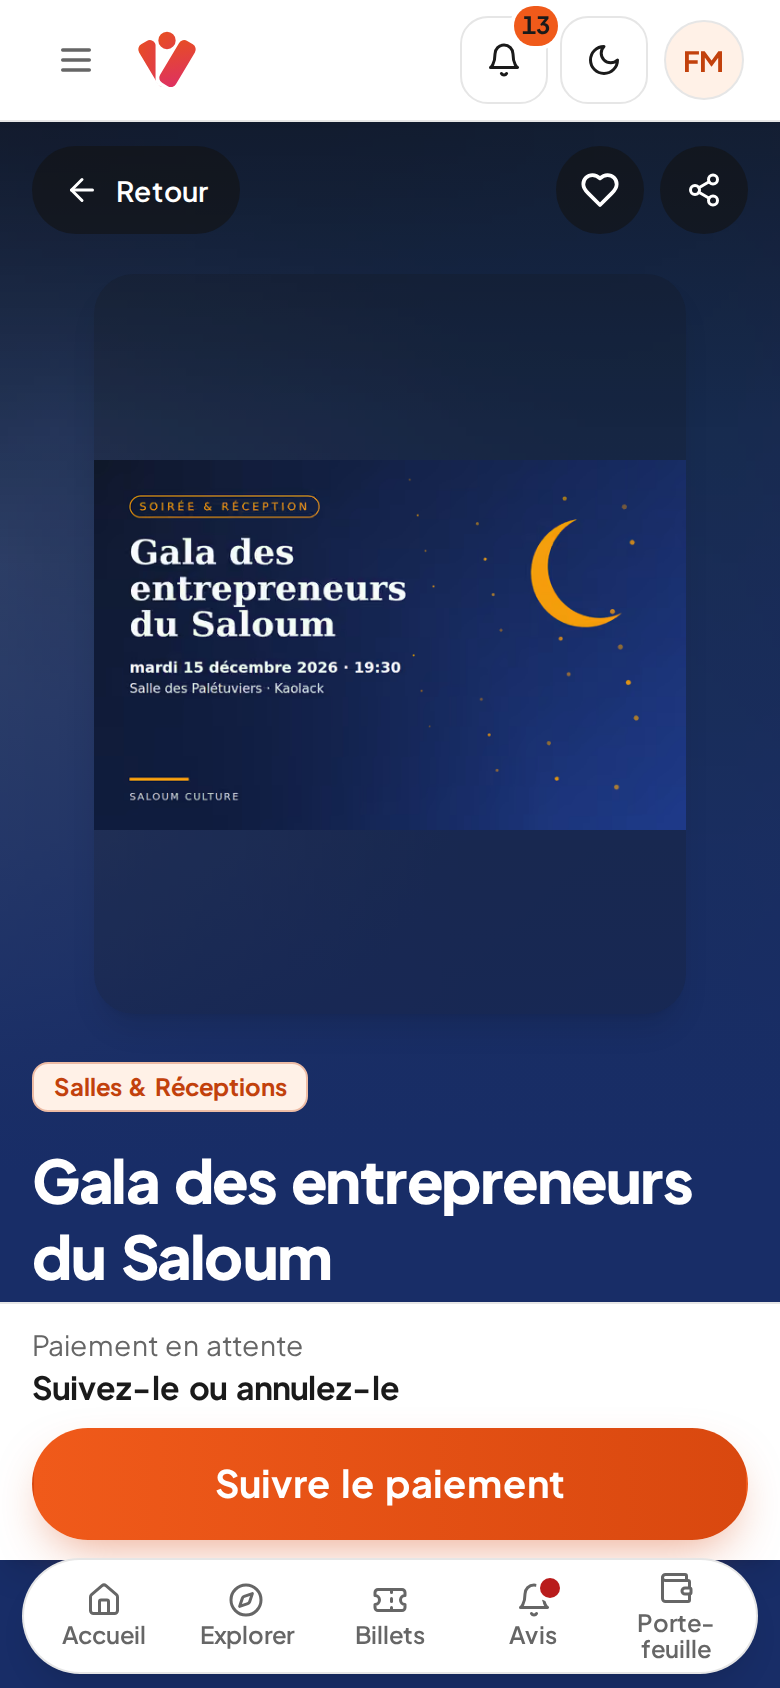 13
FM
Retour
SOIRÉE & RÉCEPTION
Gala des
entrepreneurs
du Saloum
mardi 15 décembre 2026 · 19:30
Salle des Palétuviers · Kaolack
SALOUM CULTURE
Salles & Réceptions
Gala des entrepreneurs
du Saloum
Paiement en attente
Suivez-le ou annulez-le
Suivre le paiement
Accueil
Explorer
Billets
Avis
Porte-
feuille